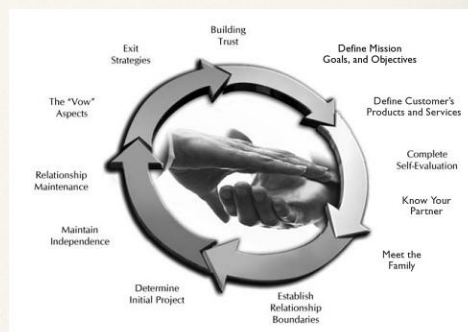 Building
Trust
Define Mission
Goals, and Objectives
Define Customer's
Products and Services
Complete
Self-Evaluation
Know Your
Partner
Meet the
Family
Establish
Relationship
Boundaries
Determine
Initial Project
Maintain
Independence
Relationship
Maintenance
The "Vow"
Aspects
Exit
Strategies